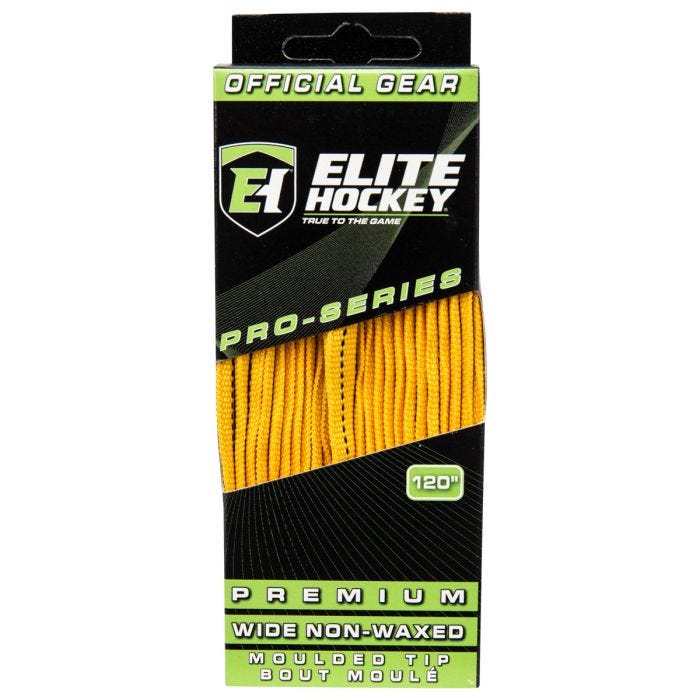 OFFICIAL GEAR
EH
ELITE
HOCKEY
TRUE TO THE GAME
PRO-SERIES
120"
PREMIUM
WIDE NON-WAXED
MOULDED TIP
BOUT MOULÉ